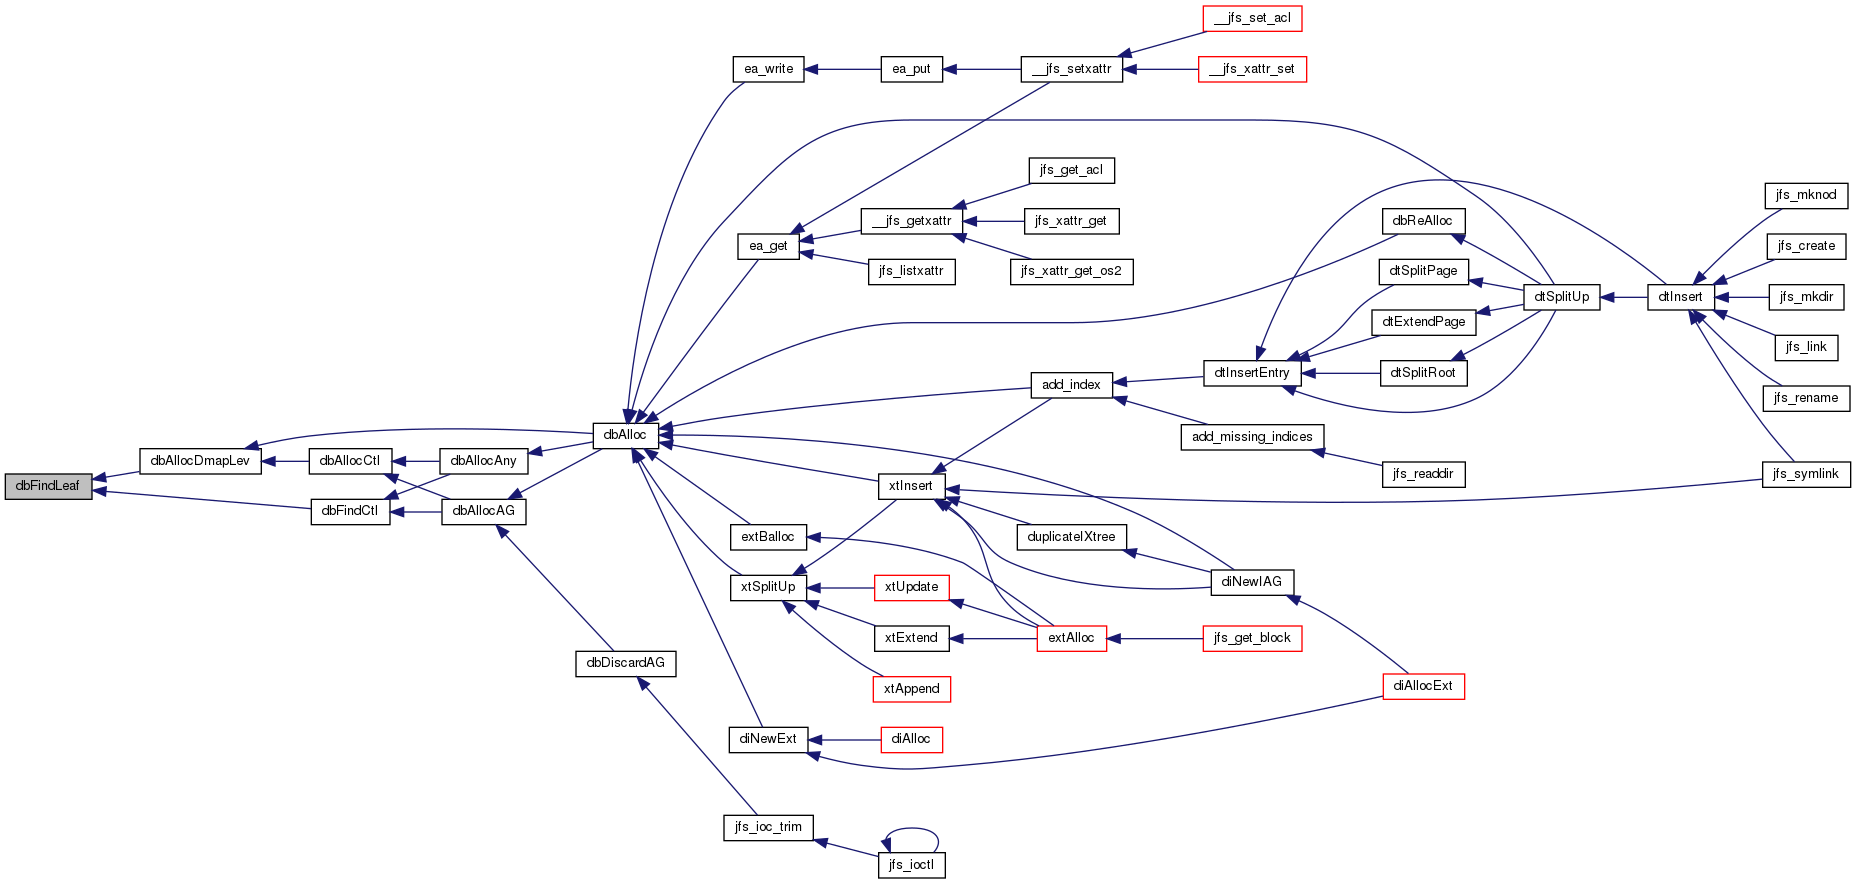 dbFindLeaf
dbAllocDmapLev
dbFindCtl
dbAllocCtl
dbAllocAny
dbAllocAG
dbAlloc
dbDiscardAG
ea_write
ea_get
extBalloc
xtSplitUp
diNewExt
jfs_ioc_trim
ea_put
__jfs_getxattr
jfs_listxattr
xtInsert
xtUpdate
xtExtend
xtAppend
diAlloc
jfs_ioctl
__jfs_setxattr
jfs_get_acl
jfs_xattr_get
jfs_xattr_get_os2
add_index
duplicateIXtree
extAlloc
__jfs_set_acl
__jfs_xattr_set
dtInsertEntry
add_missing_indices
diNewIAG
jfs_get_block
dbReAlloc
dtSplitPage
dtExtendPage
dtSplitRoot
jfs_readdir
diAllocExt
dtSplitUp
dtInsert
jfs_mknod
jfs_create
jfs_mkdir
jfs_link
jfs_rename
jfs_symlink